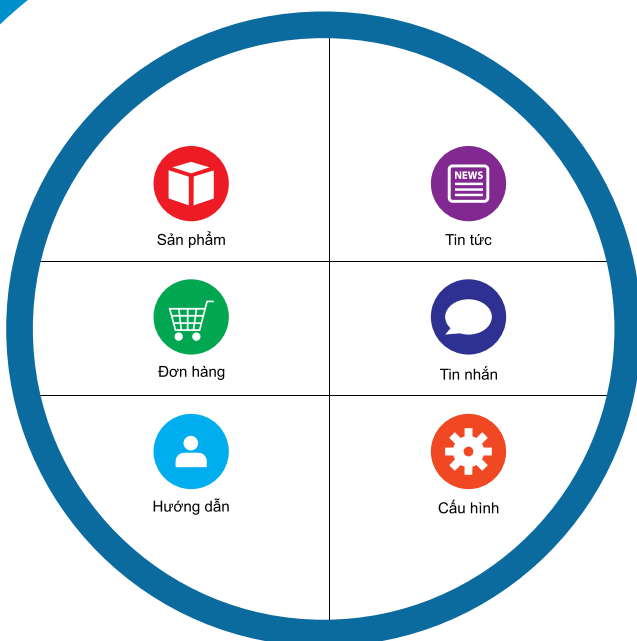 NEWS
Sản phẩm
Tin tức
Đơn hàng
Tin nhắn
Hướng dẫn
Cấu hình